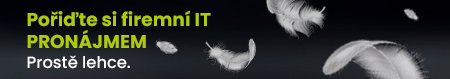 Pořiďte si firemní IT
PRONÁJMEM
Prostě lehce.